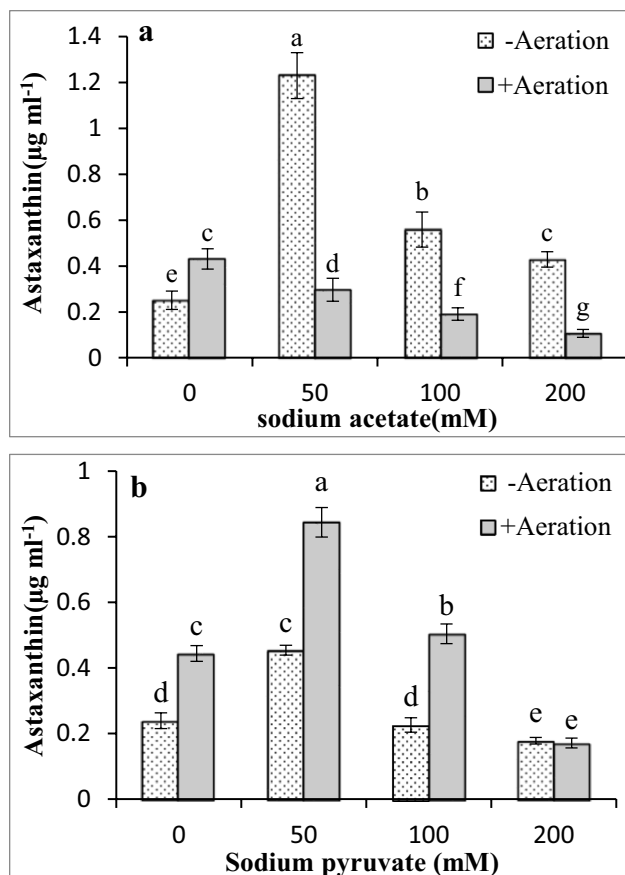 a
-Aeration
+Aeration
Astaxanthin(µg ml-1)
1.4
1.2
1
0.8
0.6
0.4
0.2
0
e c a d b f c g
0 50 100 200
sodium acetate(mM)
b
-Aeration
+Aeration
Astaxanthin(µg ml-1)
1
0.8
0.6
0.4
0.2
0
d c c a d b e e
0 50 100 200
Sodium pyruvate (mM)